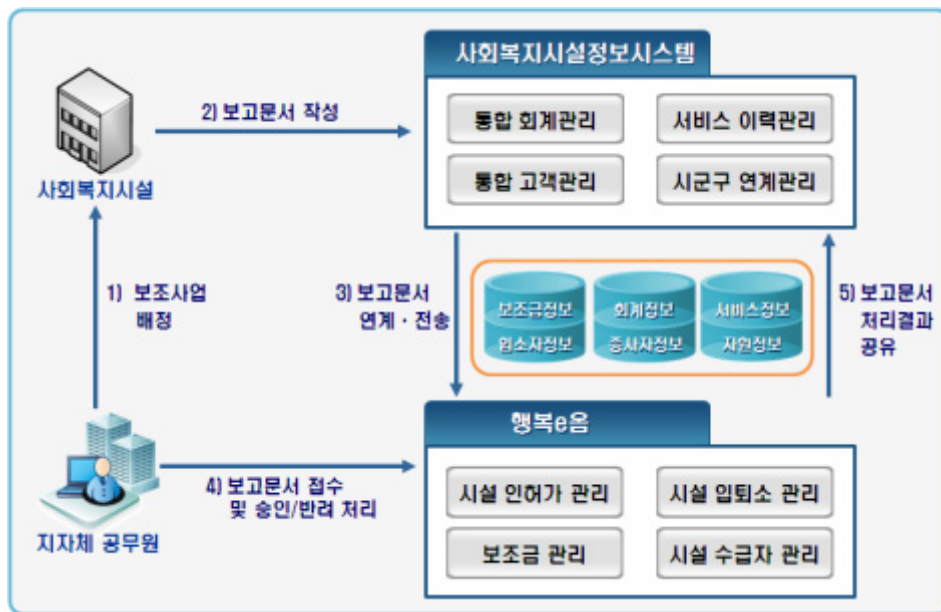 사회복지시설정보시스템
통합 회계관리
서비스 이력관리
통합 고객관리
시군구 연계관리
2) 보고문서 작성
사회복지시설
1) 보조사업
배정
3) 보고문서
연계·전송
보조금정보
회계정보
서비스정보
입소자정보
종사자정보
자원정보
5) 보고문서
처리결과
공유
행복e음
시설 인허가 관리
시설 입퇴소 관리
보조금 관리
시설 수급자 관리
4) 보고문서 접수
및 승인/반려 처리
지자체 공무원